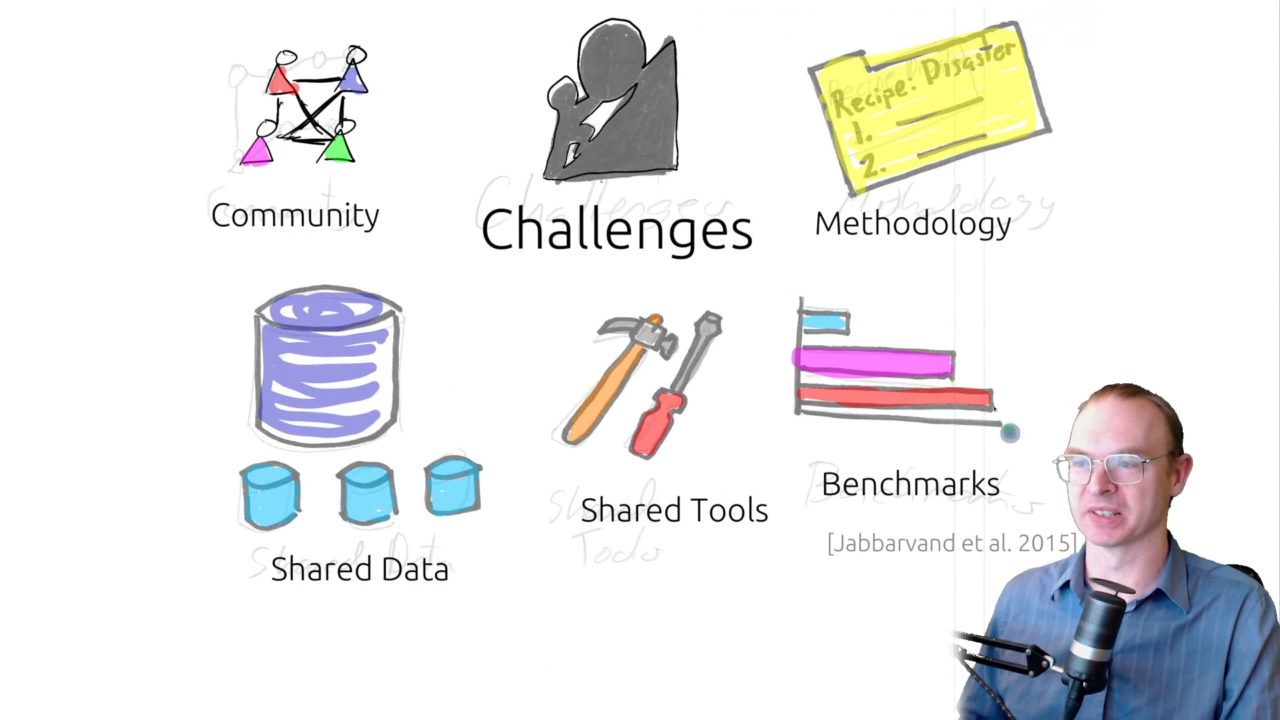 Recipe: Disaster
1.
2.
Community
Challenges
Methodology
Shared Tools
Benchmarks
[Jabbarvand et al. 2015]
Shared Data